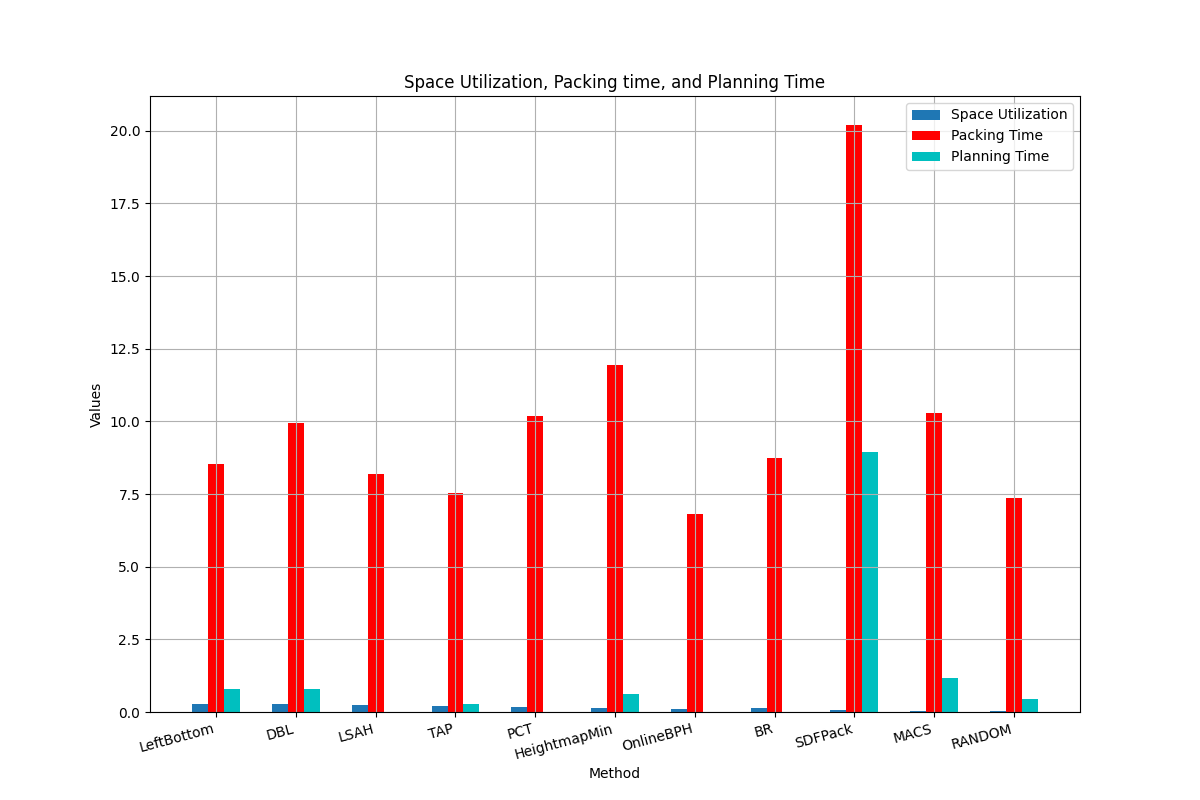 Space Utilization, Packing time, and Planning Time
Space Utilization
Packing Time
Planning Time
Values
20.0
17.5
15.0
12.5
10.0
7.5
5.0
2.5
0.0
LeftBottom
DBL
LSAH
TAP
PCT
HeightmapMin
OnlineBPH
BR
SDFPack
MACS
RANDOM
Method